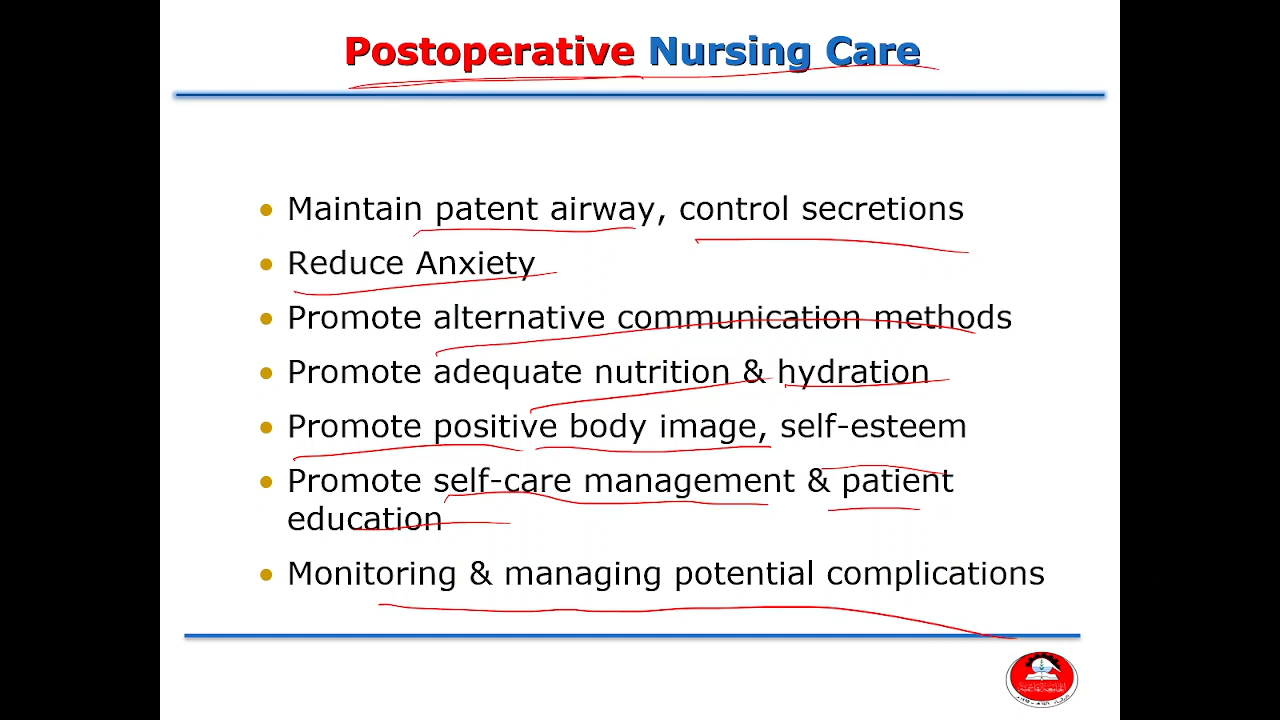 Postoperative Nursing Care
• Maintain patent airway, control secretions
• Reduce Anxiety
• Promote alternative communication methods
• Promote adequate nutrition & hydration
• Promote positive body image, self-esteem
• Promote self-care management & patient
education
• Monitoring & managing potential complications